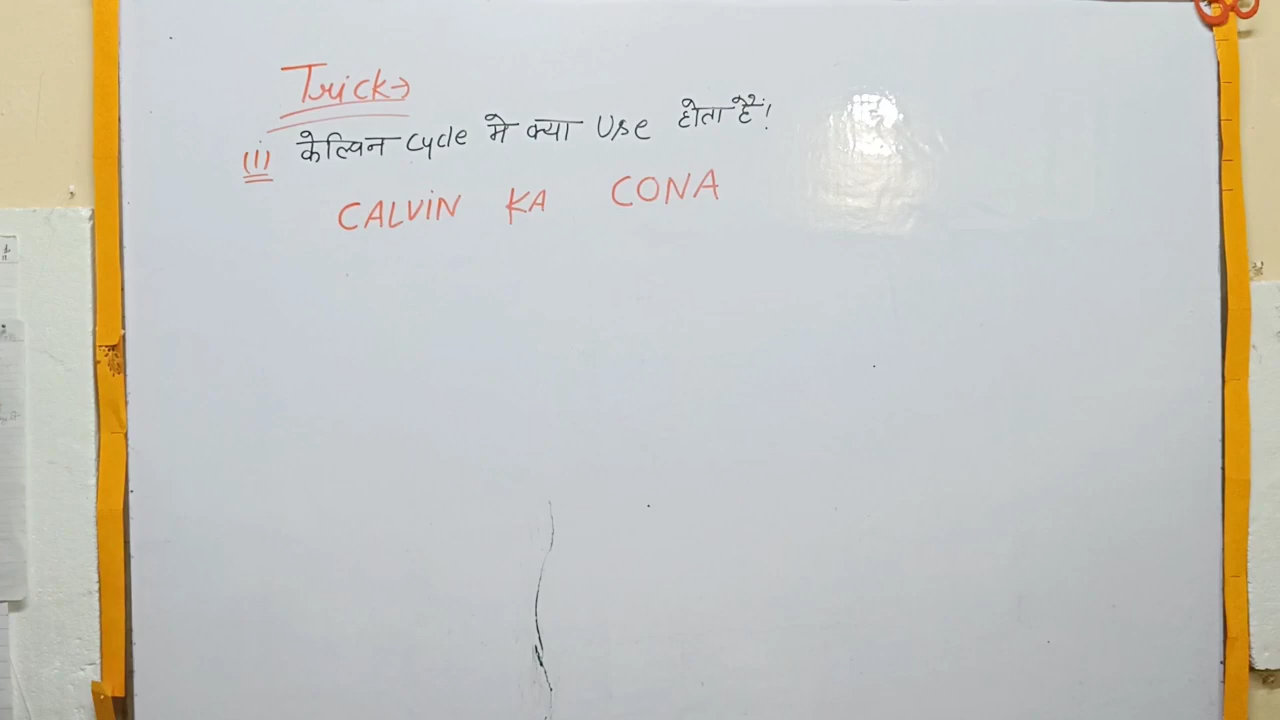 Trick→
(1) केल्विन cycle मे क्या Use होता है!
CALVIN KA CONA